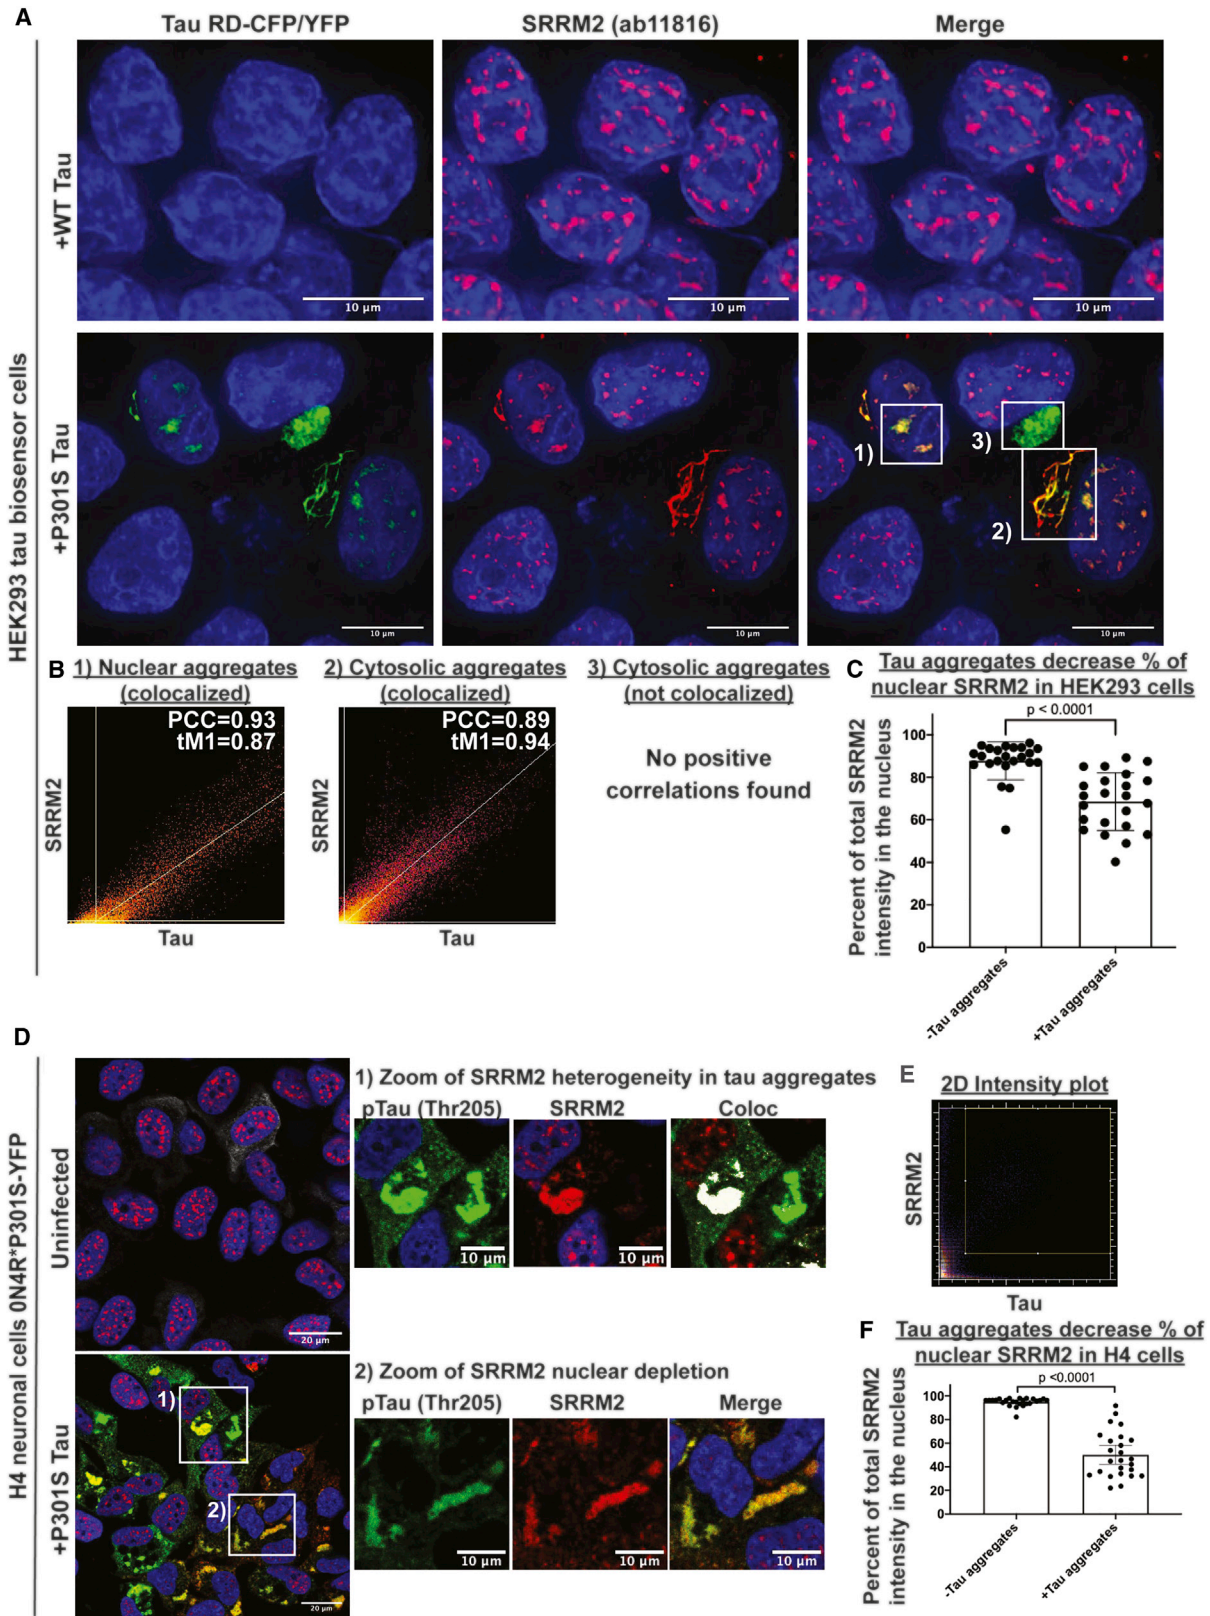 A
Tau RD-CFP/YFP
SRRM2 (ab11816)
Merge
HEK293 tau biosensor cells
+WT Tau
10 µm
10 µm
10 µm
+P301S Tau
1)
3)
2)
10 µm
10 µm
10 µm
B
1) Nuclear aggregates
(colocalized)
PCC=0.93
tM1=0.87
SRRM2
Tau
2) Cytosolic aggregates
(colocalized)
PCC=0.89
tM1=0.94
SRRM2
Tau
3) Cytosolic aggregates
(not colocalized)
No positive
correlations found
C
Tau aggregates decrease % of
nuclear SRRM2 in HEK293 cells
p < 0.0001
Percent of total SRRM2
intensity in the nucleus
100
80
60
40
20
0
-Tau aggregates
+Tau aggregates
D
H4 neuronal cells 0N4R*P301S-YFP
Uninfected
20 µm
+P301S Tau
1)
2)
20 µm
1) Zoom of SRRM2 heterogeneity in tau aggregates
pTau (Thr205)
SRRM2
Coloc
10 µm
10 µm
10 µm
2) Zoom of SRRM2 nuclear depletion
pTau (Thr205)
SRRM2
Merge
10 µm
10 µm
10 µm
E
2D Intensity plot
SRRM2
Tau
F
Tau aggregates decrease % of
nuclear SRRM2 in H4 cells
p <0.0001
Percent of total SRRM2
intensity in the nucleus
100
80
60
40
20
0
-Tau aggregates
+Tau aggregates